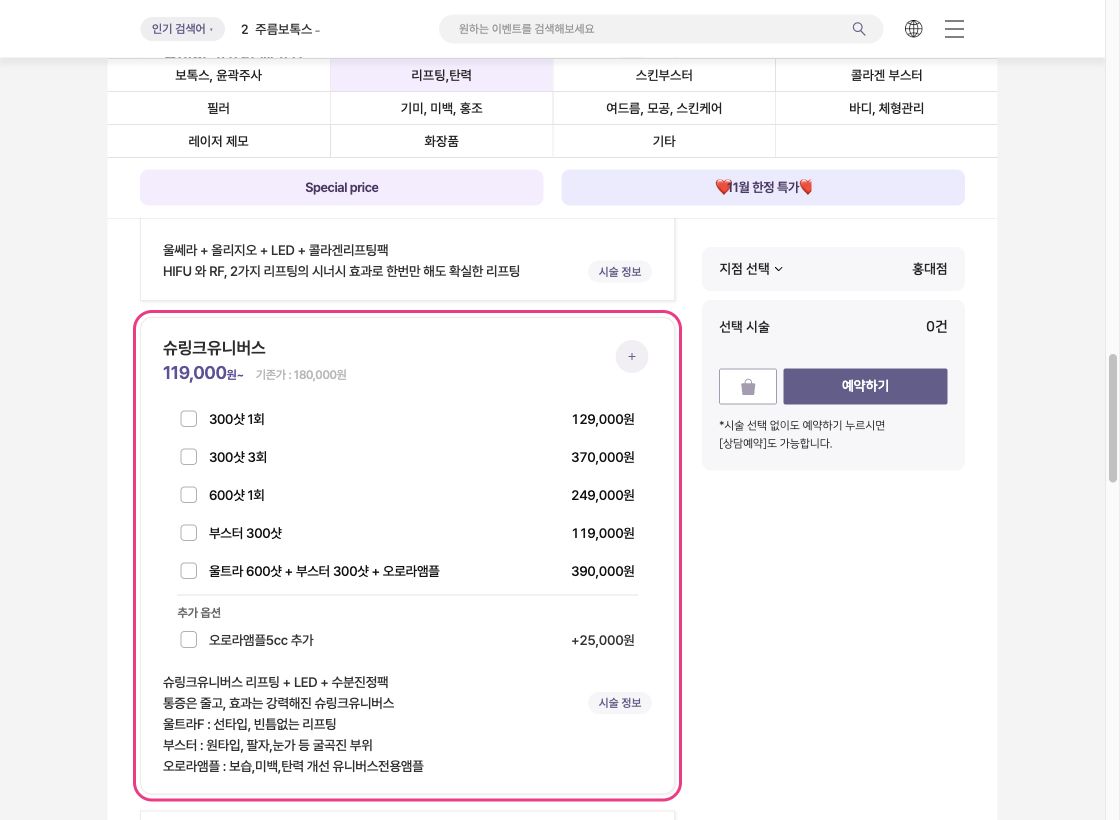 인기 검색어 ·
2 주름보톡스 -
원하는 이벤트를 검색해보세요
보톡스, 윤곽주사
리프팅,탄력
스킨부스터
콜라겐 부스터
필러
기미, 미백, 홍조
여드름, 모공, 스킨케어
바디, 체형관리
레이저 제모
화장품
기타
Special price
❤️11월 한정 특가❤️
울쎄라 + 올리지오 + LED + 콜라겐리프팅팩
HIFU 와 RF, 2가지 리프팅의 시너시 효과로 한번만 해도 확실한 리프팅
시술 정보
슈링크유니버스
119,000원~ 기존가 : 180,000원
+
300샷 1회 129,000원
300샷 3회 370,000원
600샷 1회 249,000원
부스터 300샷 119,000원
울트라 600샷 + 부스터 300샷 + 오로라앰플 390,000원
추가 옵션
오로라앰플5cc 추가 +25,000원
슈링크유니버스 리프팅 + LED + 수분진정팩
통증은 줄고, 효과는 강력해진 슈링크유니버스
시술 정보
울트라F : 선타입, 빈틈없는 리프팅
부스터 : 원타입, 팔자,눈가 등 굴곡진 부위
오로라앰플 : 보습,미백,탄력 개선 유니버스전용앰플
지점 선택 홍대점
선택 시술 0건
예약하기
*시술 선택 없이도 예약하기 누르시면
[상담예약]도 가능합니다.